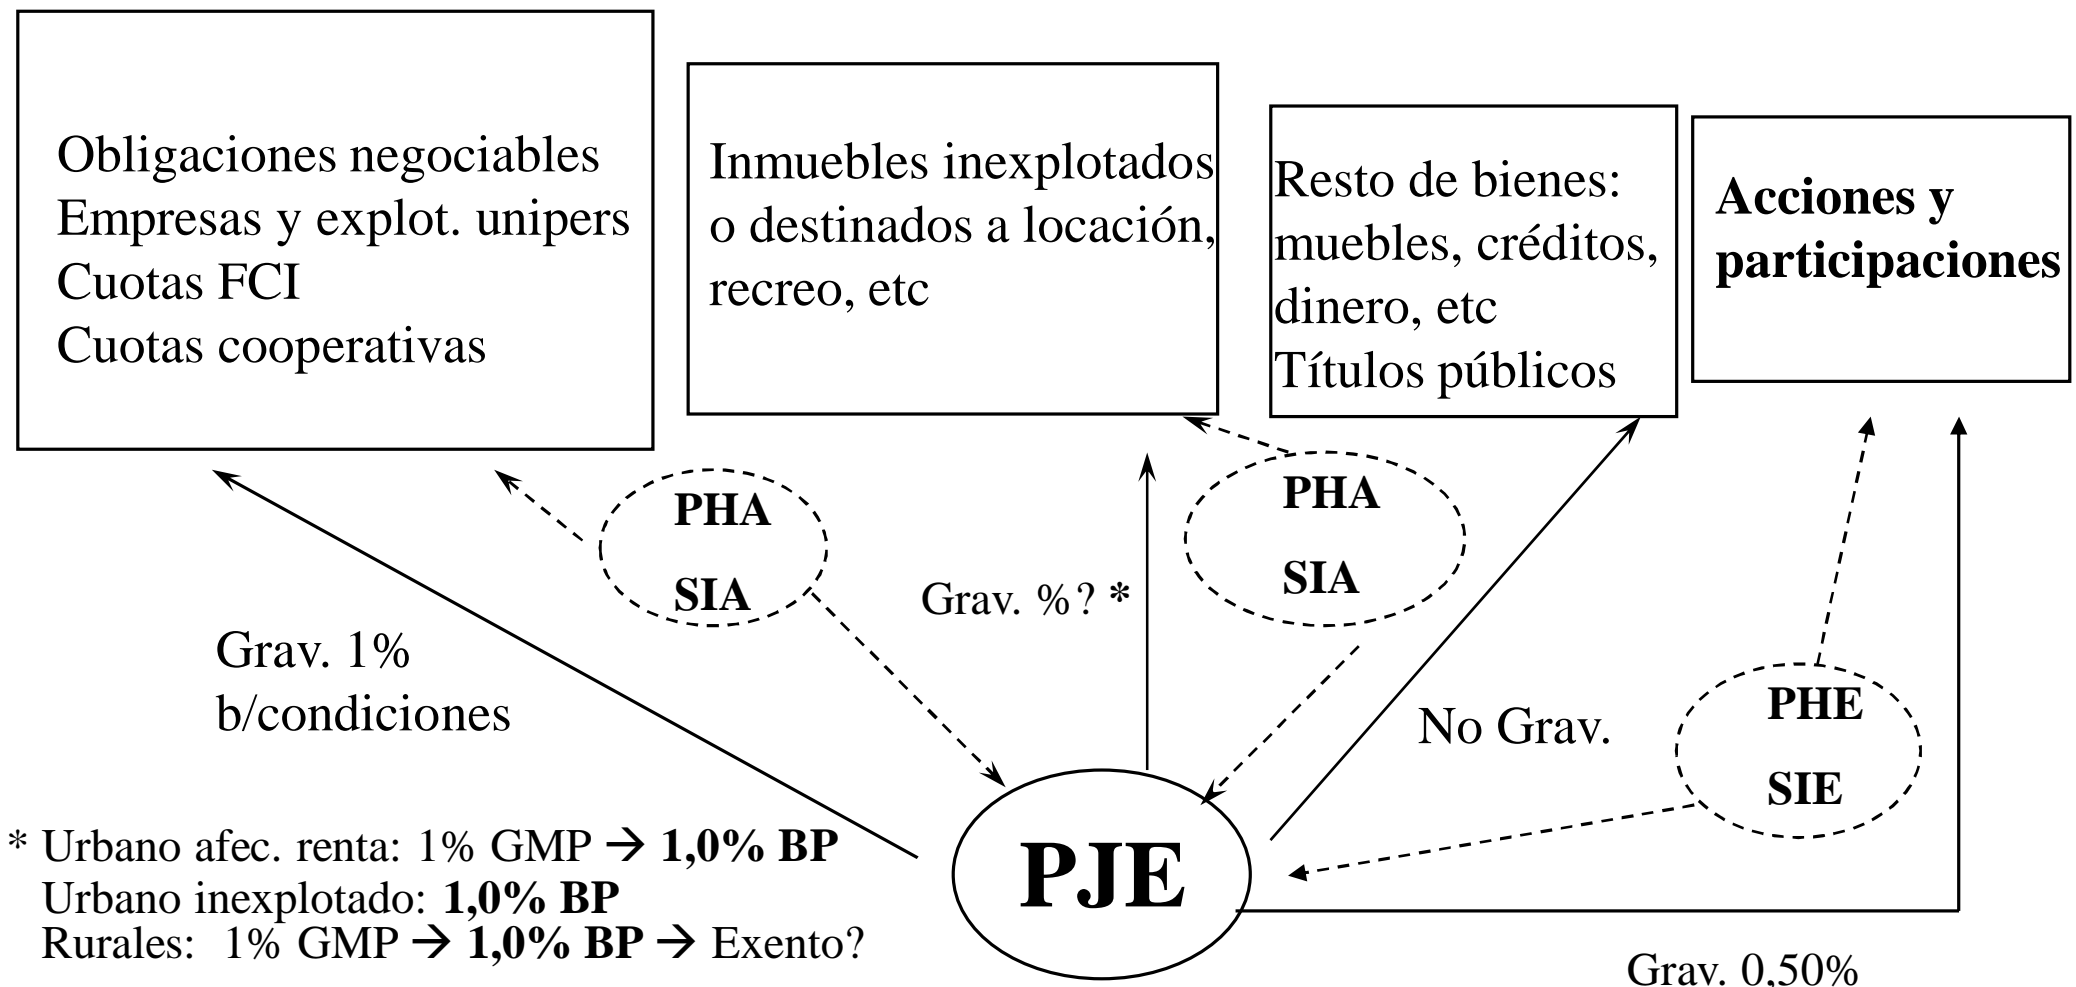 Obligaciones negociables
Empresas y explot. unipers
Cuotas FCI
Cuotas cooperativas
Inmuebles inexplotados
o destinados a locación,
recreo, etc
Resto de bienes:
muebles, créditos,
dinero, etc
Títulos públicos
Acciones y
participaciones
PHA
SIA
PHA
SIA
Grav. %? *
Grav. 1%
b/condiciones
No Grav.
PHE
SIE
PJE
* Urbano afec. renta: 1% GMP → 1,0% BP
Urbano inexplotado: 1,0% BP
Rurales: 1% GMP → 1,0% BP → Exento?
Grav. 0,50%